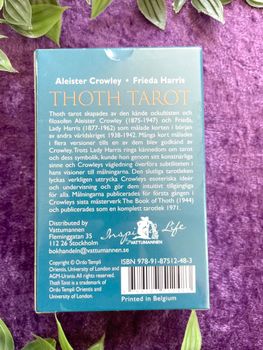 Aleister Crowley • Frieda Harris
THOTH TAROT
Thoth tarot skapades av den kände ockultisten och
filosofen Aleister Crowley (1875-1947) och Frieda,
Lady Harris (1877-1962) som målade korten i början
av andra världskriget 1938-1942. Många kort målades
i flera versioner tills en av dem blev godkänd av
Crowley. Trots Lady Harris ringa kännedom om tarot
och dess symbolik, kunde hon genom sitt konstnärliga
sinne och Crowleys vägledning överföra subtiliteten i
hans visioner till målningarna. Den slutliga tarotleken
lyckas verkligen uttrycka Crowleys esoteriska idéer
och undervisning och gör dem intuitivt tillgängliga
för alla. Målningarna publicerades för första gången i
Crowleys sista mästerverk The Book of Thoth (1944)
och publicerades som en komplett tarotlek 1971.
Distributed by
Vattumannen
Fleminggatan 35
112 26 Stockholm
bokhandeln@vattumannen.se
Inspi Life
VATTUMANNEN
Copyright © Ordo Templi
Orientis, University of London and
AGM-Urania. All rights reserved.
Thoth Tarot is a trademark of
Ordo Templi Orientis and
University of London.
ISBN 978-91-87512-48-3
Printed in Belgium